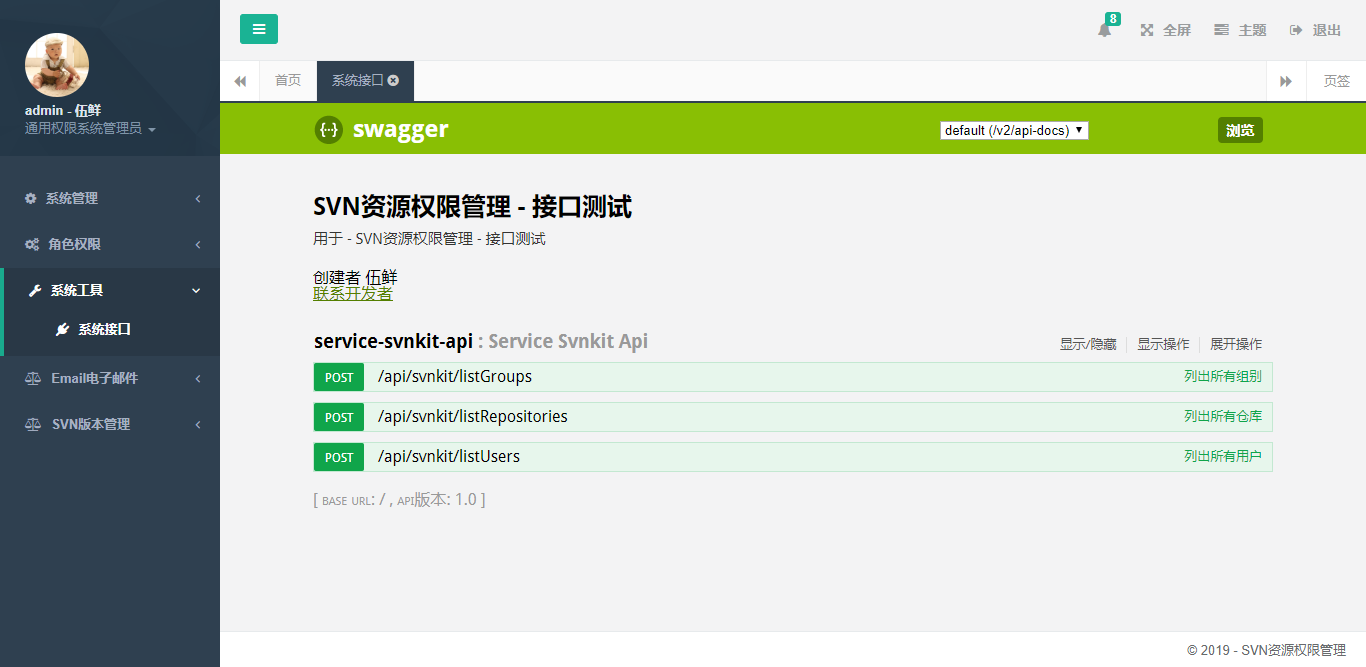 8
全屏
主题
退出
admin - 伍鲜
通用权限系统管理员
首页
系统接口
页签
swagger
default (/v2/api-docs)
浏览
系统管理
角色权限
系统工具
系统接口
Email电子邮件
SVN版本管理
SVN资源权限管理 - 接口测试
用于 - SVN资源权限管理 - 接口测试
创建者 伍鲜
联系开发者
service-svnkit-api : Service Svnkit Api
显示/隐藏
显示操作
展开操作
POST /api/svnkit/listGroups 列出所有组别
POST /api/svnkit/listRepositories 列出所有仓库
POST /api/svnkit/listUsers 列出所有用户
[ BASE URL: / , API版本: 1.0 ]
© 2019 - SVN资源权限管理